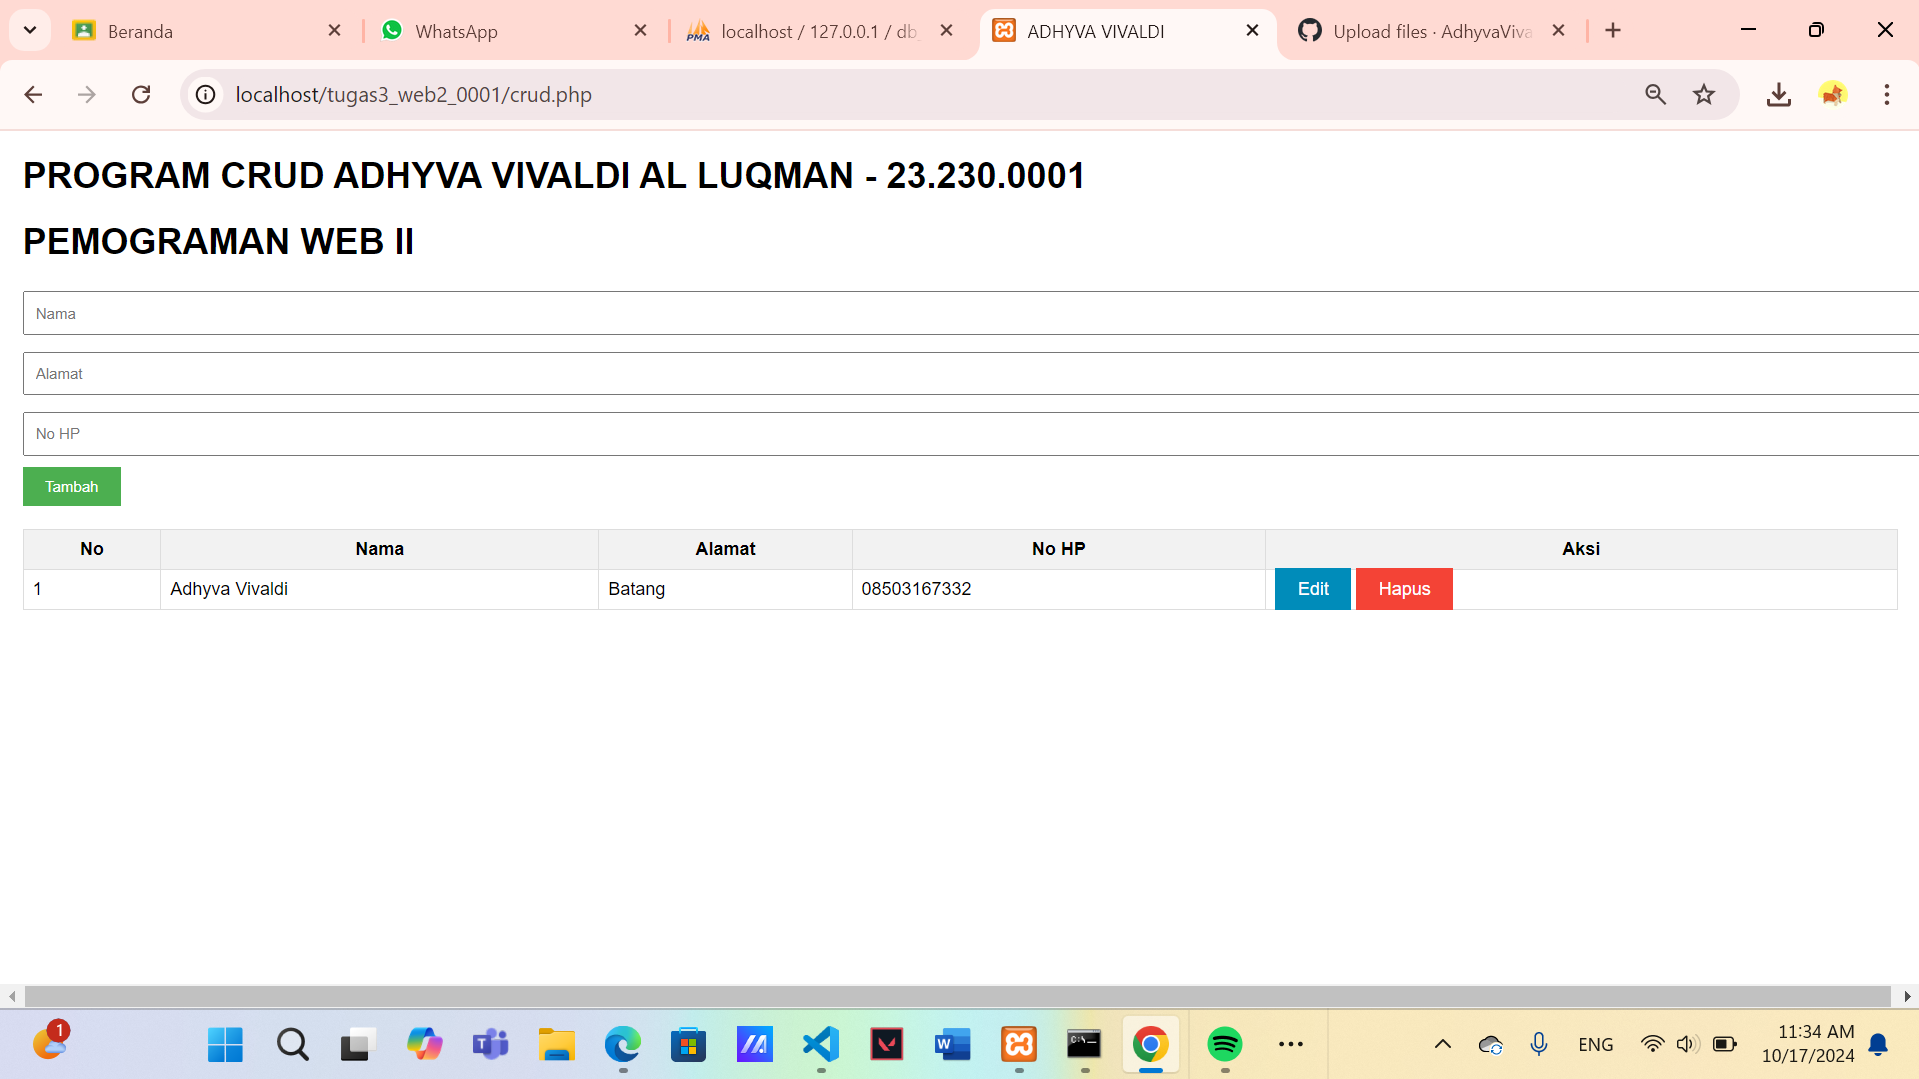 Beranda
WhatsApp
PMA
localhost / 127.0.0.1 / db_
ADHYVA VIVALDI
Upload files · AdhyvaViva
localhost/tugas3_web2_0001/crud.php
PROGRAM CRUD ADHYVA VIVALDI AL LUQMAN - 23.230.0001
PEMOGRAMAN WEB II
Nama
Alamat
No HP
Tambah
No Nama Alamat No HP Aksi
1 Adhyva Vivaldi Batang 08503167332 Edit Hapus
1
ENG
11:34 AM
10/17/2024